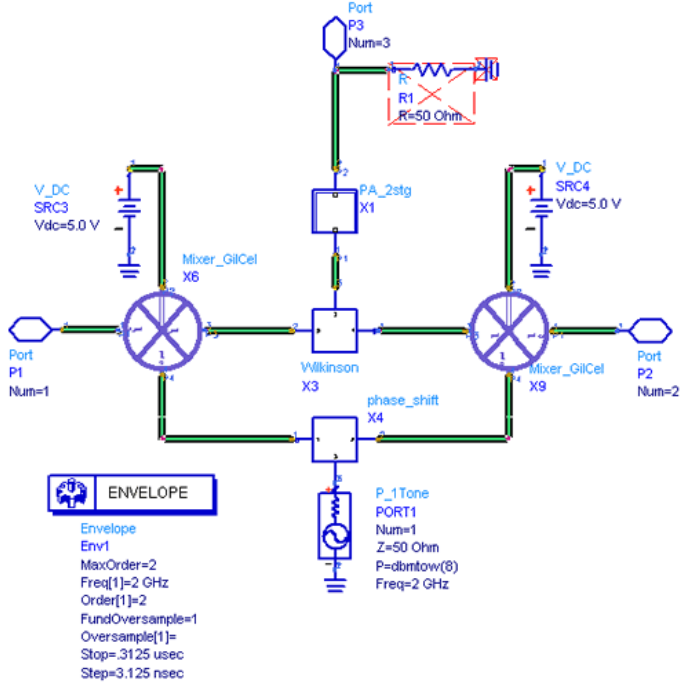 Port
P3
Num=3
R
R1
R=50 Ohm
V_DC
SRC3
Vdc=5.0 V
PA_2stg
X1
V_DC
SRC4
Vdc=5.0 V
Mixer_GilCel
X6
Port
P1
Num=1
Wilkinson
X3
Mixer_GilCel
X9
Port
P2
Num=2
phase_shift
X4
ENVELOPE
Envelope
Env1
MaxOrder=2
Freq[1]=2 GHz
Order[1]=2
FundOversample=1
Oversample[1]=
Stop=.3125 usec
Step=3.125 nsec
P_1Tone
PORT1
Num=1
Z=50 Ohm
P=dbmtow(8)
Freq=2 GHz